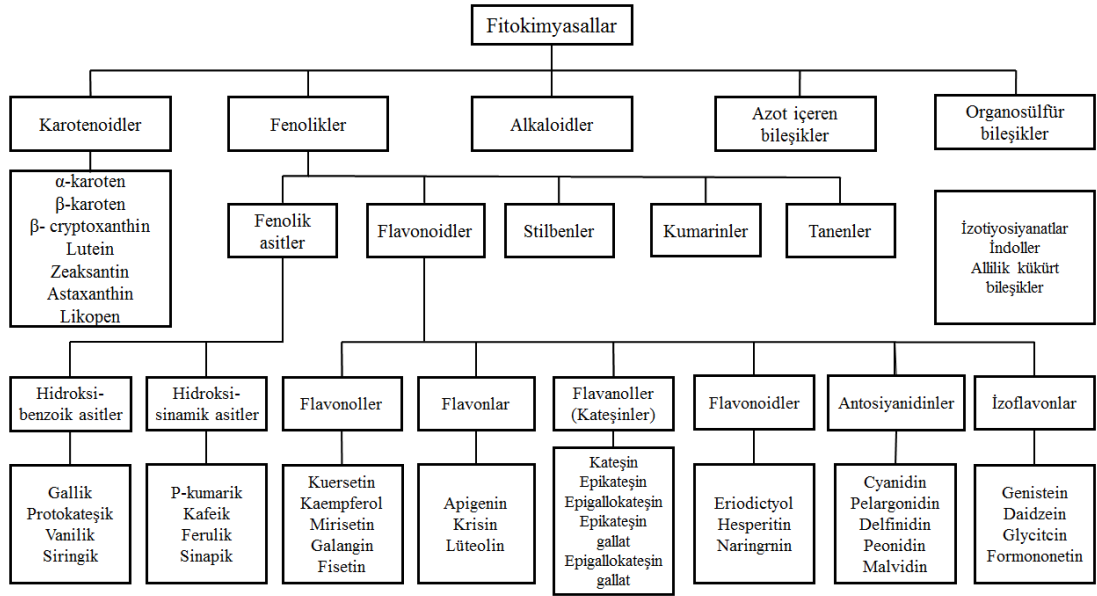 Fitokimyasallar
Karotenoidler
Fenolikler
Alkaloidler
Azot içeren
bileşikler
Organosülfür
bileşikler
α-karoten
β-karoten
β- cryptoxanthin
Lutein
Zeaksantin
Astaxanthin
Likopen
Fenolik
asitler
Flavonoidler
Stilbenler
Kumarinler
Tanenler
İzotiyosiyanatlar
İndoller
Allilik kükürt
bileşikler
Hidroksi-
benzoik asitler
Hidroksi-
sinamik asitler
Flavonoller
Flavonlar
Flavanoller
(Kateşinler)
Flavonoidler
Antosiyanidinler
İzoflavonlar
Gallik
Protokateşik
Vanilik
Siringik
P-kumarik
Kafeik
Ferulik
Sinapik
Kuersetin
Kaempferol
Mirisetin
Galangin
Fisetin
Apigenin
Krisin
Lüteolin
Kateşin
Epikateşin
Epigallokateşin
Epikateşin
gallat
Epigallokateşin
gallat
Eriodictyol
Hesperitin
Naringrnin
Cyanidin
Pelargonidin
Delfinidin
Peonidin
Malvidin
Genistein
Daidzein
Glycitcin
Formononetin